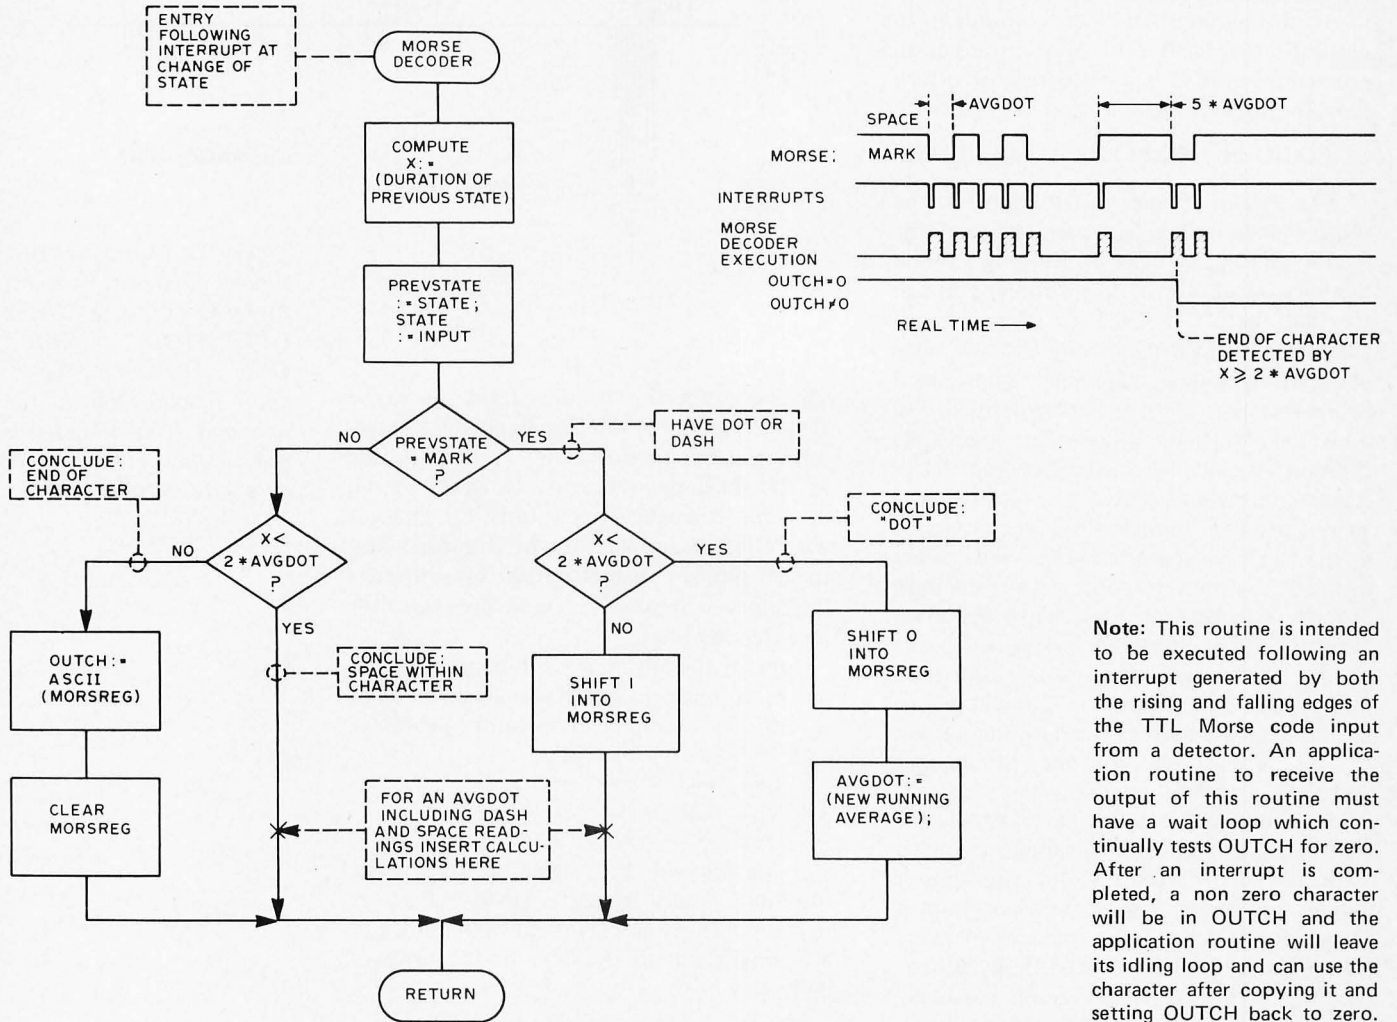 ENTRY
FOLLOWING
INTERRUPT AT
CHANGE OF
STATE
MORSE
DECODER
COMPUTE
X:=
(DURATION OF
PREVIOUS STATE)
PREVSTATE
:= STATE;
STATE
:= INPUT
PREVSTATE
= MARK
?
NO
YES
HAVE DOT OR
DASH
CONCLUDE:
END OF
CHARACTER
NO
X<
2 * AVGDOT
?
YES
CONCLUDE:
SPACE WITHIN
CHARACTER
X<
2 * AVGDOT
?
YES
NO
CONCLUDE:
"DOT"
OUTCH:=
ASCII
(MORSREG)
CLEAR
MORSREG
SHIFT 1
INTO
MORSREG
SHIFT 0
INTO
MORSREG
AVGDOT:=
(NEW RUNNING
AVERAGE);
FOR AN AVGDOT
INCLUDING DASH
AND SPACE READ-
INGS INSERT CALCU-
LATIONS HERE
RETURN
AVGDOT
5 * AVGDOT
SPACE
MORSE:
MARK
INTERRUPTS
MORSE
DECODER
EXECUTION
OUTCH=0
OUTCH≠0
REAL TIME
END OF CHARACTER
DETECTED BY
X ⩾ 2 * AVGDOT
Note: This routine is intended
to be executed following an
interrupt generated by both
the rising and falling edges of
the TTL Morse code input
from a detector. An applica-
tion routine to receive the
output of this routine must
have a wait loop which con-
tinually tests OUTCH for zero.
After an interrupt is com-
pleted, a non zero character
will be in OUTCH and the
application routine will leave
its idling loop and can use the
character after copying it and
setting OUTCH back to zero.